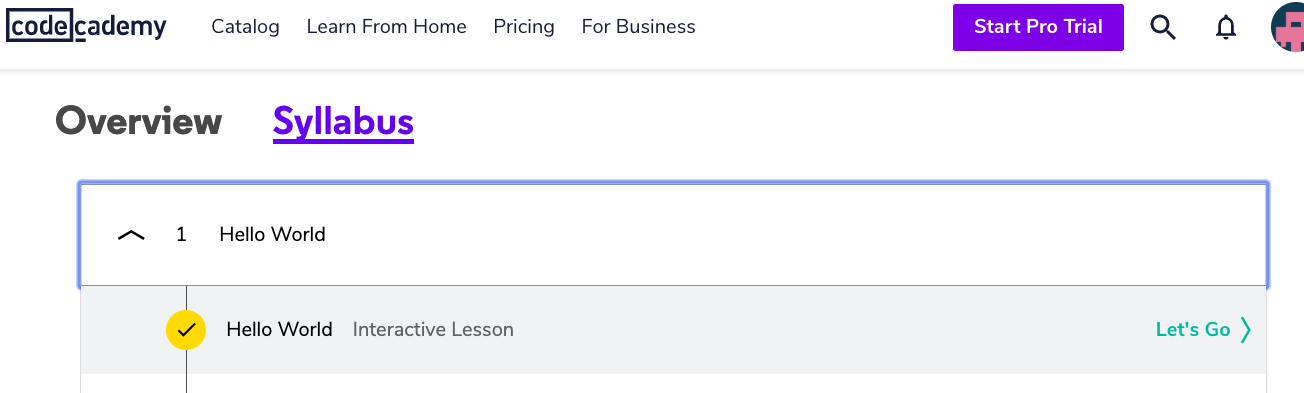 codecademy Catalog Learn From Home Pricing For Business Start Pro Trial
Overview Syllabus
1 Hello World
Hello World Interactive Lesson Let's Go